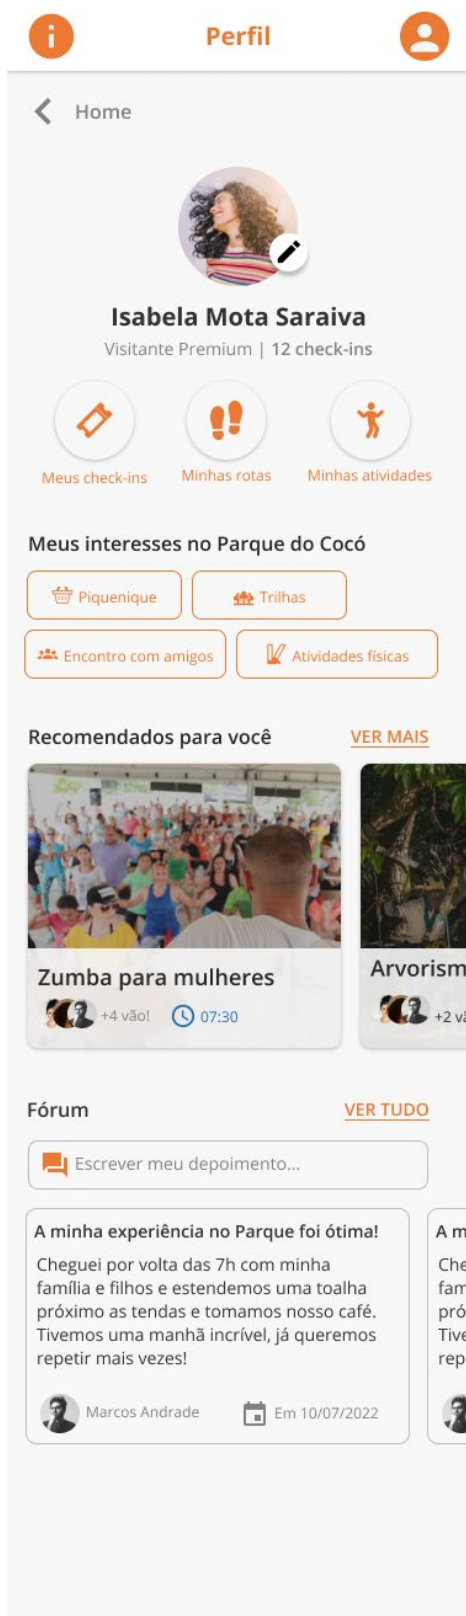 Perfil
Home
Isabela Mota Saraiva
Visitante Premium | 12 check-ins
Meus check-ins
Minhas rotas
Minhas atividades
Meus interesses no Parque do Cocó
Piquenique
Trilhas
Encontro com amigos
Atividades físicas
Recomendados para você
VER MAIS
Zumba para mulheres
+4 vão!
07:30
Arvorism
+2 vã
Fórum
VER TUDO
Escrever meu depoimento...
A minha experiência no Parque foi ótima!
Cheguei por volta das 7h com minha
família e filhos e estendemos uma toalha
próximo as tendas e tomamos nosso café.
Tivemos uma manhã incrível, já queremos
repetir mais vezes!
Marcos Andrade
Em 10/07/2022
A m
Che
fam
pró
Tive
rep